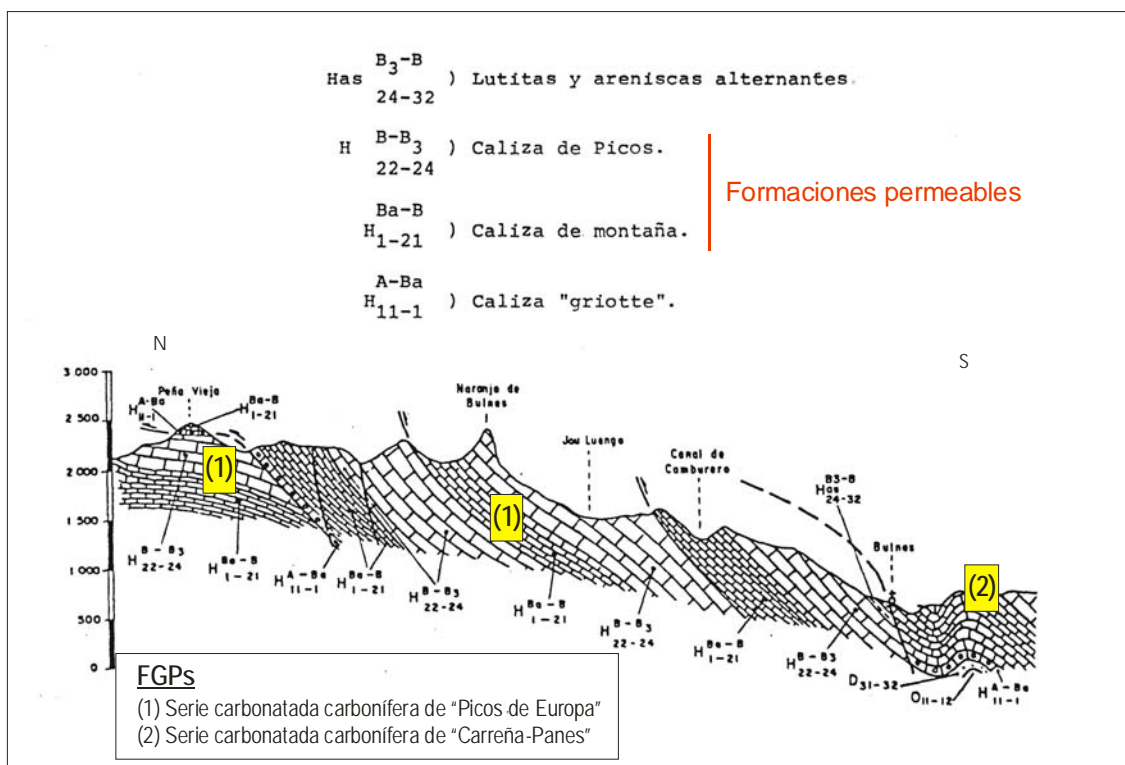 B3-B
Has ) Lutitas y areniscas alternantes
24-32
B-B3
H ) Caliza de Picos.
22-24
Formaciones permeables
Ba-B
H1-21 ) Caliza de montaña.
A-Ba
H11-1 ) Caliza "griotte".
N
S
3 000
2 500
2 000
1 500
1 000
500
0
Peña Vieja
H A-Ba 11-1
H Ba-B 1-21
Naranjo de
Bulnes
Jou Luengo
Canal de
Camburero
H B3-B as 24-32
Bulnes
(1)
(1)
(2)
H B-B3 22-24
H Ba-B 1-21
H A-Ba 11-1
H Ba-B 1-21
H B-B3 22-24
H Ba-B 1-21
H B-B3 22-24
H Ba-B 1-21
H B-B3 22-24
D31-32
O11-12
H A-Ba 11-1
FGPs
(1) Serie carbonatada carbonífera de "Picos de Europa"
(2) Serie carbonatada carbonífera de "Carreña-Panes"